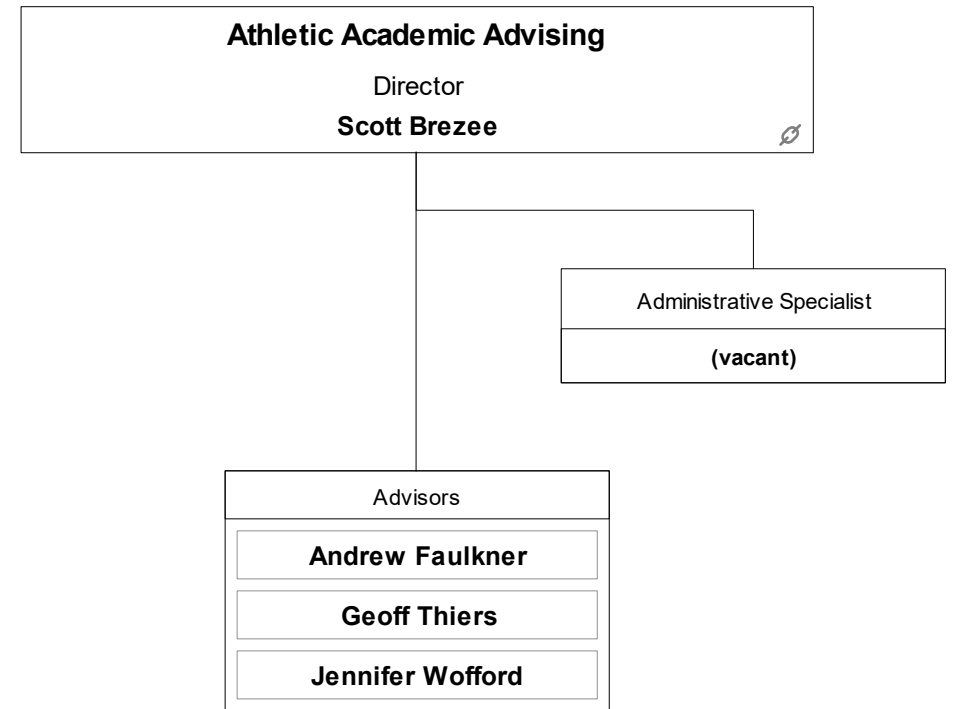 Athletic Academic Advising
Director
Scott Brezee
Administrative Specialist
(vacant)
Advisors
Andrew Faulkner
Geoff Thiers
Jennifer Wofford